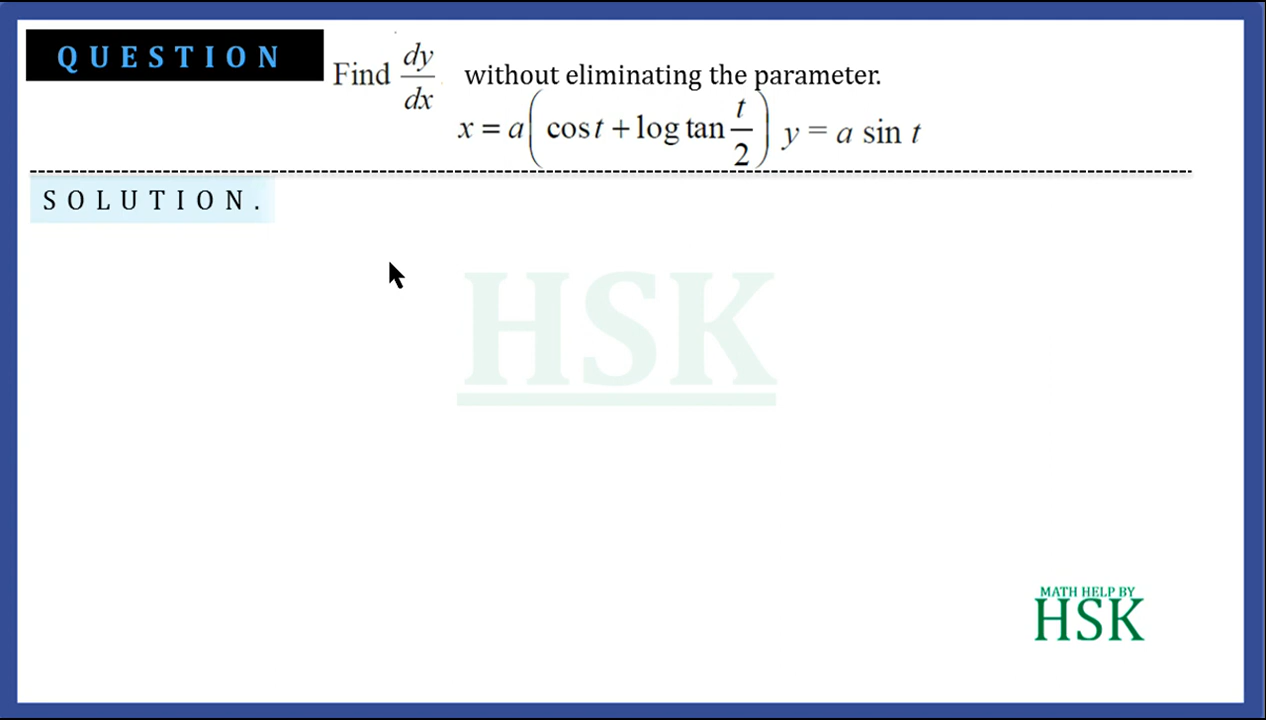 QUESTION
Find dy/dx without eliminating the parameter.
x = a(cos t + log tan t/2) y = a sin t
SOLUTION.
HSK
MATH HELP BY
HSK